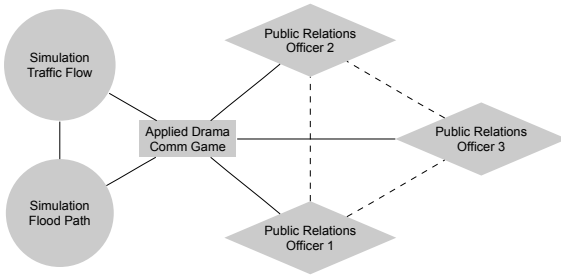 Simulation
Traffic Flow
Public Relations
Officer 2
Applied Drama
Comm Game
Public Relations
Officer 3
Simulation
Flood Path
Public Relations
Officer 1